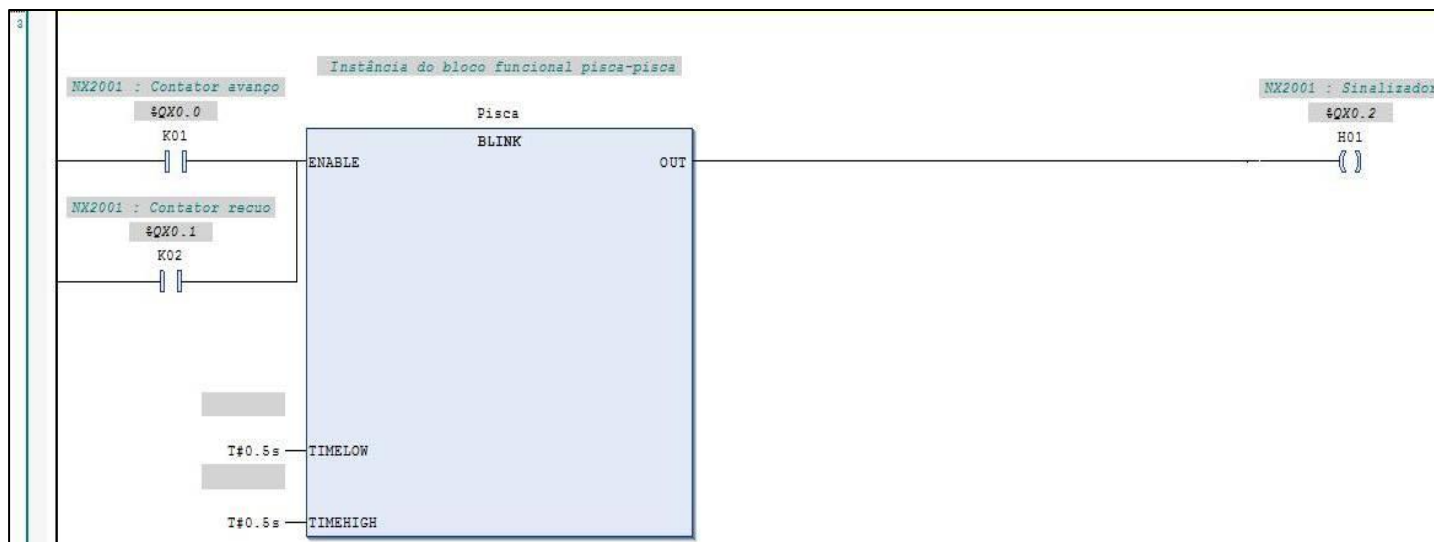 3
Instância do bloco funcional pisca-pisca
NX2001 : Contator avanço
%QX0.0
K01
Pisca
BLINK
ENABLE
OUT
NX2001 : Sinalizador
%QX0.2
H01
NX2001 : Contator recuo
%QX0.1
K02
T#0.5s
TIMELOW
T#0.5s
TIMEHIGH